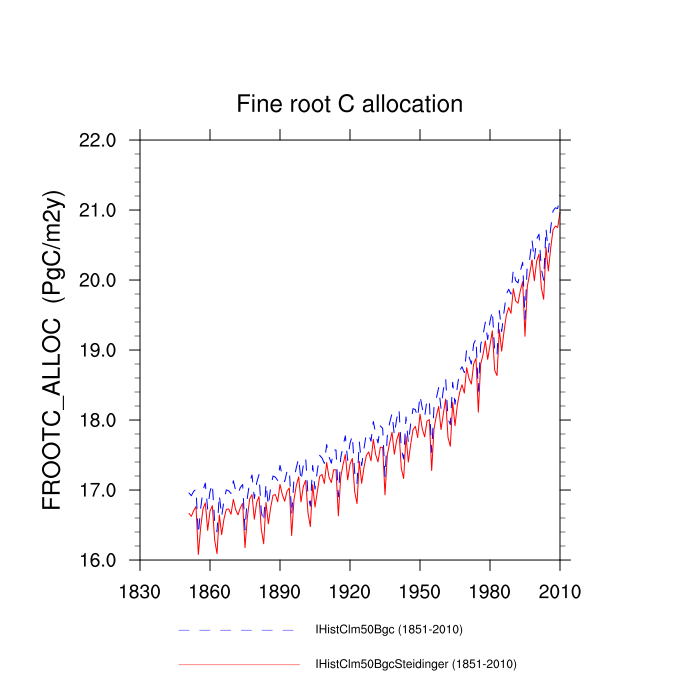 Fine root C allocation
FROOTC_ALLOC (PgC/m2y)
22.0
21.0
20.0
19.0
18.0
17.0
16.0
1830 1860 1890 1920 1950 1980 2010
IHistClm50Bgc (1851-2010)
IHistClm50BgcSteidinger (1851-2010)